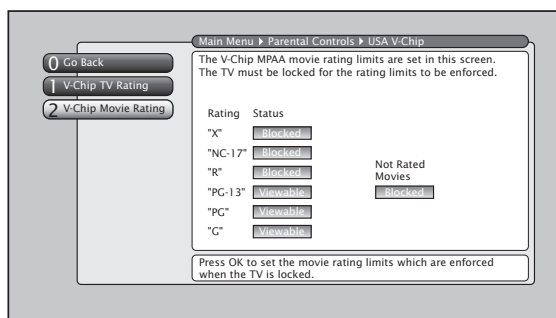 Main Menu ▶ Parental Controls ▶ USA V-Chip
0 Go Back
1 V-Chip TV Rating
2 V-Chip Movie Rating
The V-Chip MPAA movie rating limits are set in this screen.
The TV must be locked for the rating limits to be enforced.
Rating Status
"X" Blocked
"NC-17" Blocked
"R" Blocked
"PG-13" Viewable
"PG" Viewable
"G" Viewable
Not Rated
Movies
Blocked
Press OK to set the movie rating limits which are enforced
when the TV is locked.